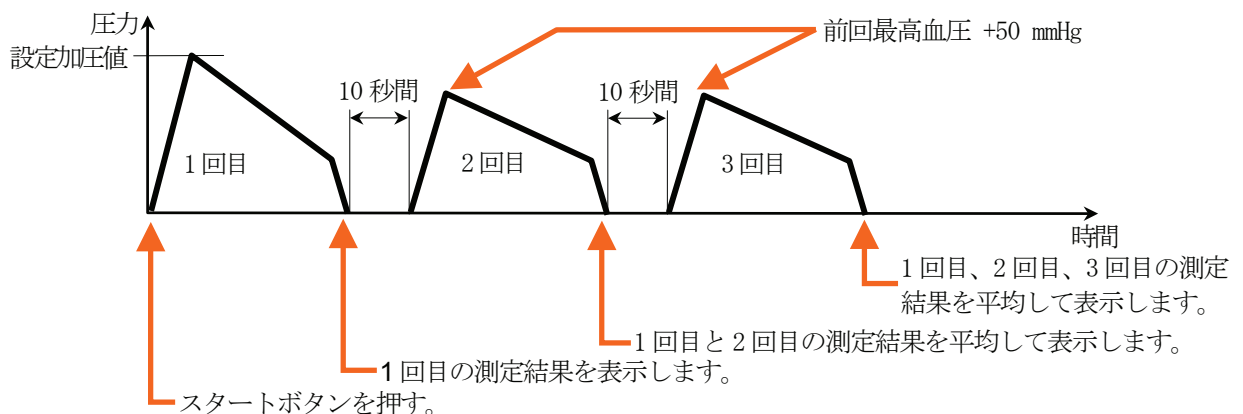 圧力
前回最高血圧 +50 mmHg
設定加圧値
10 秒間
10 秒間
1 回目
2 回目
3 回目
時間
1 回目、2 回目、3 回目の測定
結果を平均して表示します。
1 回目と 2 回目の測定結果を平均して表示します。
1 回目の測定結果を表示します。
スタートボタンを押す。